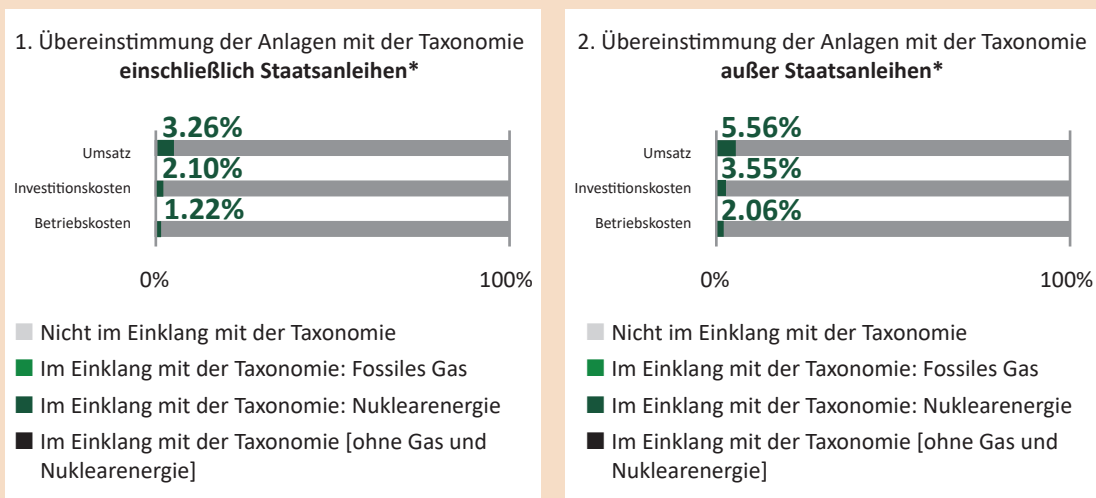 1. Übereinstimmung der Anlagen mit der Taxonomie
einschließlich Staatsanleihen*
3.26%
Umsatz
2.10%
Investitionskosten
1.22%
Betriebskosten
0%
100%
Nicht im Einklang mit der Taxonomie
Im Einklang mit der Taxonomie: Fossiles Gas
Im Einklang mit der Taxonomie: Nuklearenergie
Im Einklang mit der Taxonomie [ohne Gas und
Nuklearenergie]
2. Übereinstimmung der Anlagen mit der Taxonomie
außer Staatsanleihen*
5.56%
Umsatz
3.55%
Investitionskosten
2.06%
Betriebskosten
0%
100%
Nicht im Einklang mit der Taxonomie
Im Einklang mit der Taxonomie: Fossiles Gas
Im Einklang mit der Taxonomie: Nuklearenergie
Im Einklang mit der Taxonomie [ohne Gas und
Nuklearenergie]